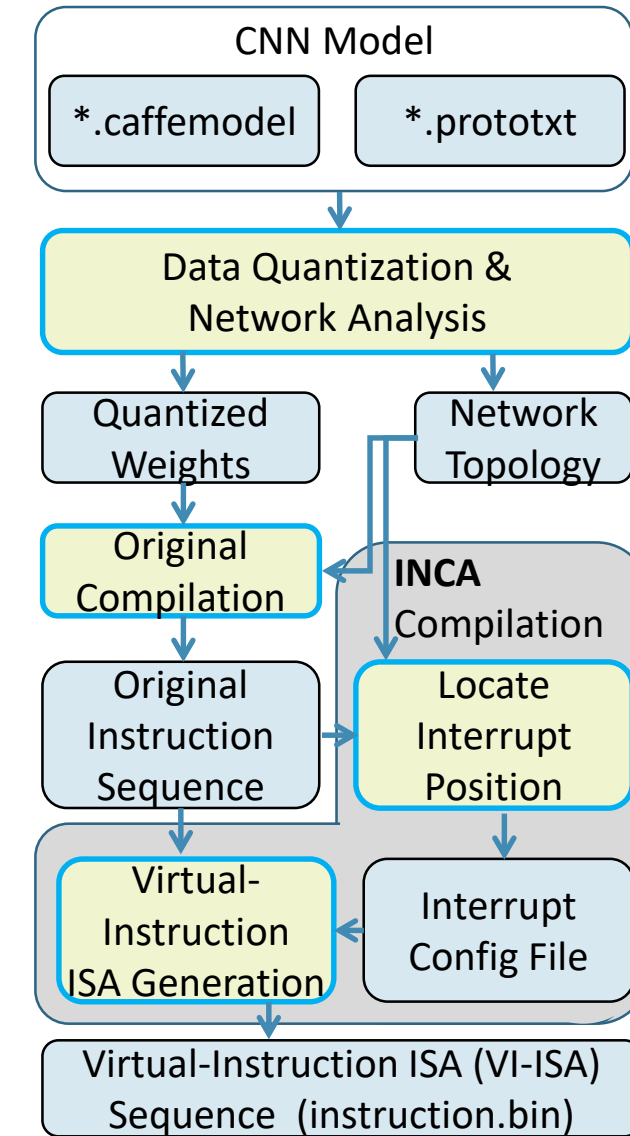 CNN Model
*.caffemodel
*.prototxt
Data Quantization &
Network Analysis
Quantized
Weights
Network
Topology
Original
Compilation
INCA
Compilation
Original
Instruction
Sequence
Locate
Interrupt
Position
Virtual-
Instruction
ISA Generation
Interrupt
Config File
Virtual-Instruction ISA (VI-ISA)
Sequence (instruction.bin)